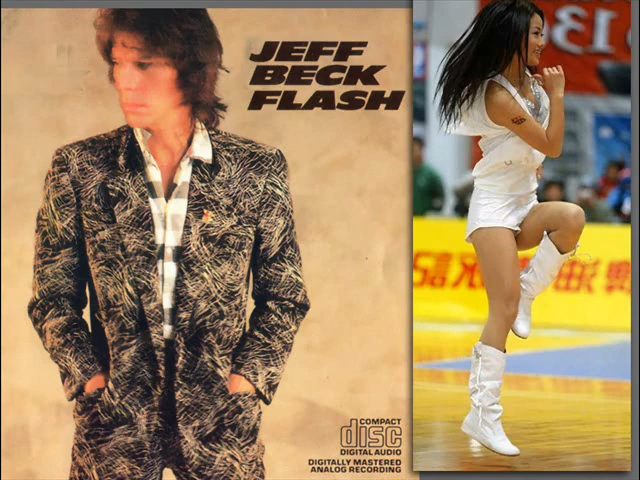 JEFF
BECK
FLASH
COMPACT
disc
DIGITAL AUDIO
DIGITALLY MASTERED
ANALOG RECORDING